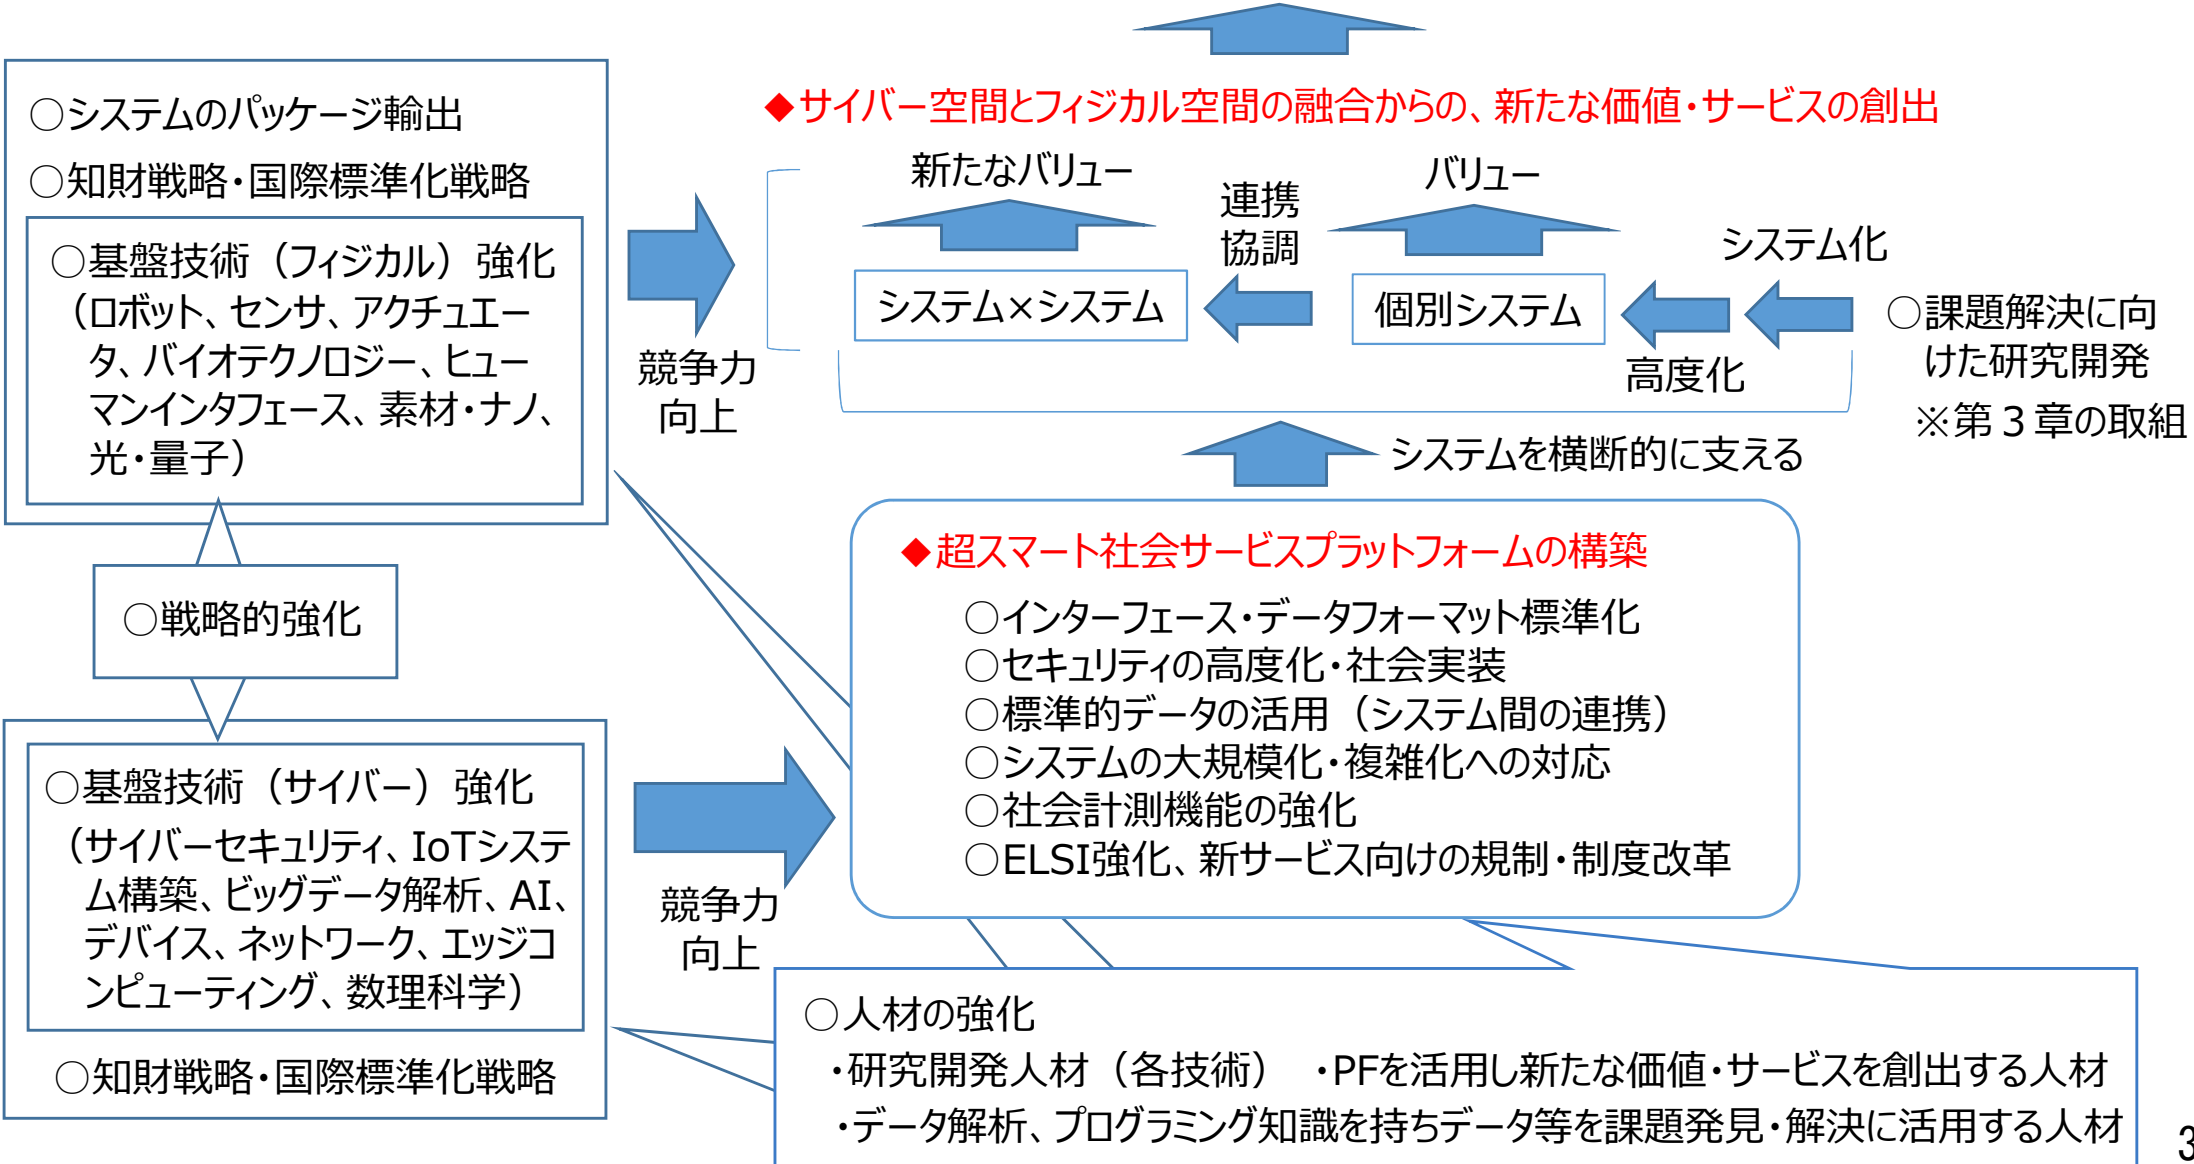 ○システムのパッケージ輸出
○知財戦略・国際標準化戦略
○基盤技術（フィジカル）強化
（ロボット、センサ、アクチュエー
タ、バイオテクノロジー、ヒュー
マンインタフェース、素材・ナノ、
光・量子）
○戦略的強化
○基盤技術（サイバー）強化
（サイバーセキュリティ、IoTシステ
ム構築、ビッグデータ解析、AI、
デバイス、ネットワーク、エッジコ
ンピューティング、数理科学）
○知財戦略・国際標準化戦略
競争力
向上
競争力
向上
◆サイバー空間とフィジカル空間の融合からの、新たな価値・サービスの創出
新たなバリュー
連携
協調
バリュー
システム化
システム×システム
個別システム
高度化
○課題解決に向
けた研究開発
※第３章の取組
システムを横断的に支える
◆超スマート社会サービスプラットフォームの構築
○インターフェース・データフォーマット標準化
○セキュリティの高度化・社会実装
○標準的データの活用（システム間の連携）
○システムの大規模化・複雑化への対応
○社会計測機能の強化
○ELSI強化、新サービス向けの規制・制度改革
○人材の強化
・研究開発人材（各技術）　・PFを活用し新たな価値・サービスを創出する人材
・データ解析、プログラミング知識を持ちデータ等を課題発見・解決に活用する人材
3